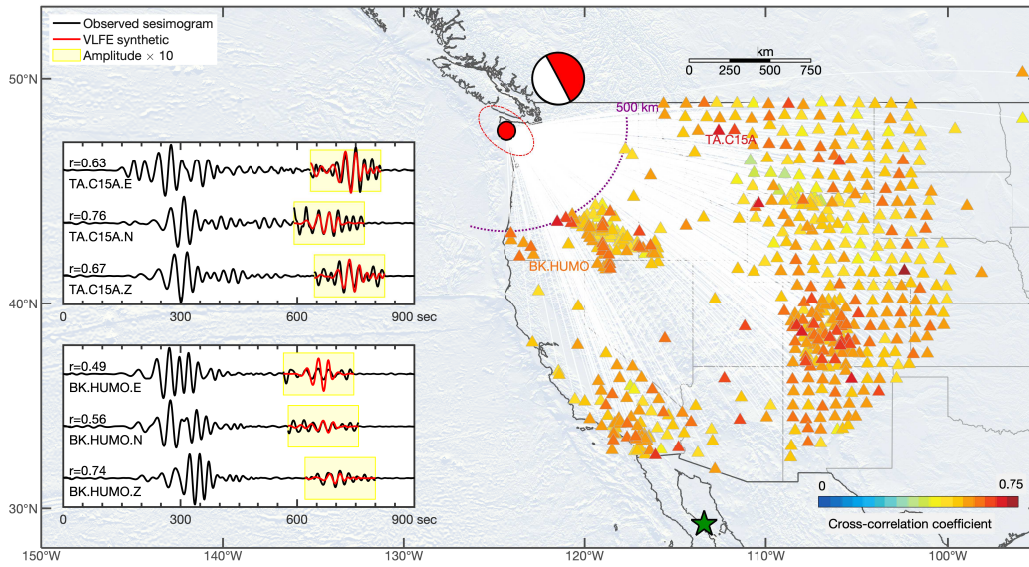 Observed sesimogram
VLFE synthetic
Amplitude × 10
km
0 250 500 750
50°N
500 km
TA.C15A
r=0.63
TA.C15A.E
r=0.76
TA.C15A.N
r=0.67
TA.C15A.Z
0 300 600 900 sec
BK.HUMO
40°N
r=0.49
BK.HUMO.E
r=0.56
BK.HUMO.N
r=0.74
BK.HUMO.Z
0 300 600 900 sec
0 0.75
Cross-correlation coefficient
30°N
150°W 140°W 130°W 120°W 110°W 100°W